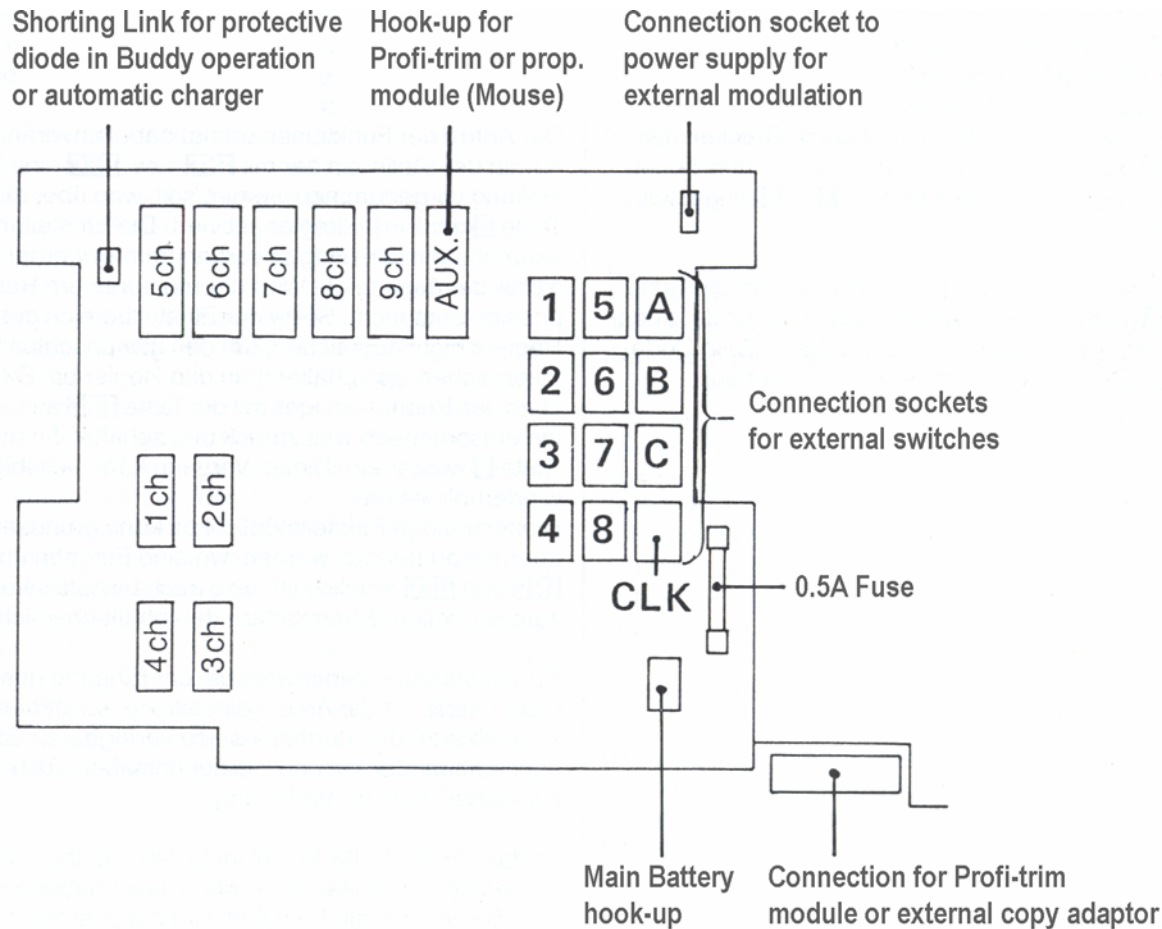 Shorting Link for protective
diode in Buddy operation
or automatic charger
Hook-up for
Profi-trim or prop.
module (Mouse)
Connection socket to
power supply for
external modulation
5ch.
6ch
7ch
8ch
9ch
AUX.
1 5 A
2 6 B
3 7 C
4 8
CLK
Connection sockets
for external switches
1ch
2ch
4ch
3ch
0.5A Fuse
Main Battery
hook-up
Connection for Profi-trim
module or external copy adaptor